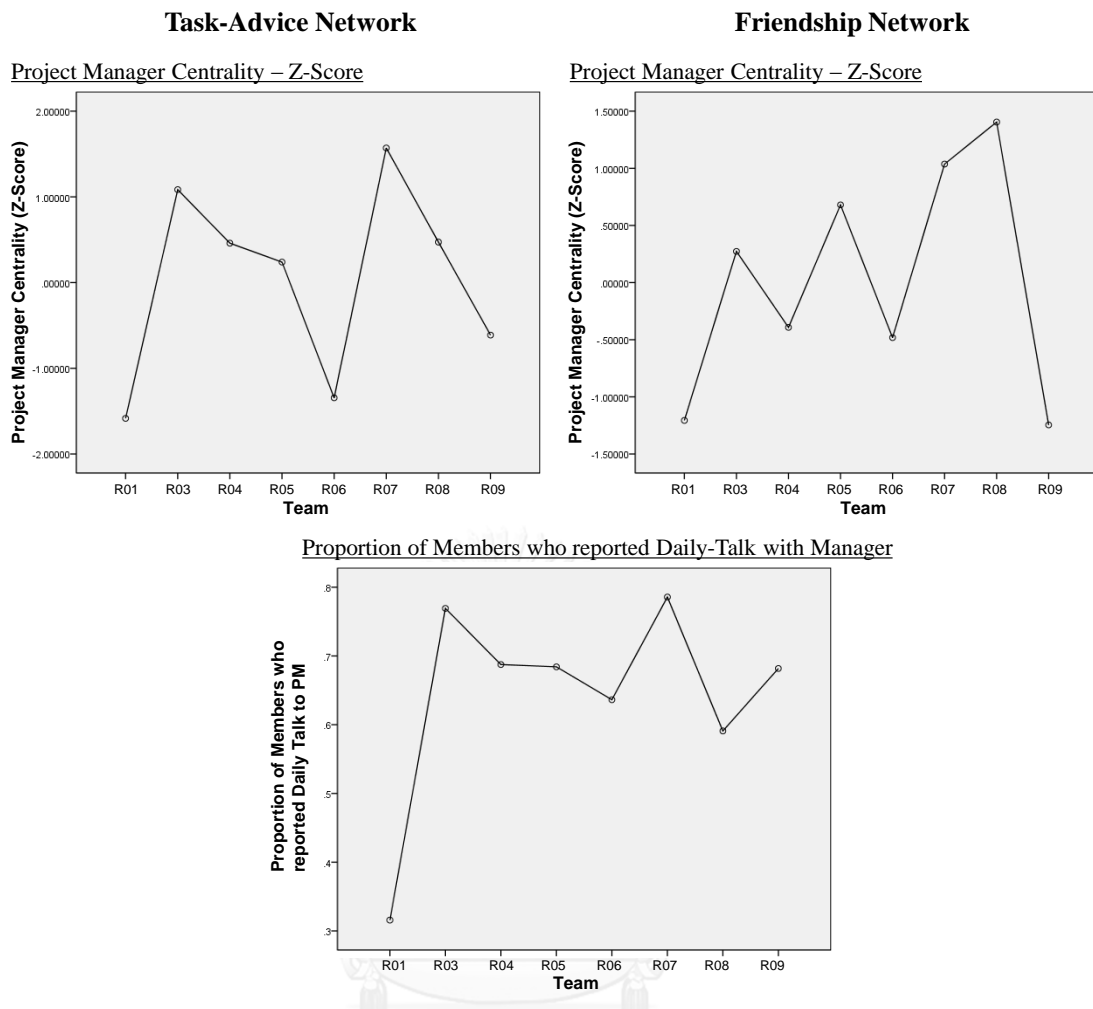 Task-Advice Network
Friendship Network
Project Manager Centrality – Z-Score
Project Manager Centrality – Z-Score
Project Manager Centrality (Z-Score)
2.00000
1.00000
.00000
-1.00000
-2.00000
R01 R03 R04 R05 R06 R07 R08 R09
Team
Project Manager Centrality (Z-Score)
1.50000
1.00000
.50000
.00000
-.50000
-1.00000
-1.50000
R01 R03 R04 R05 R06 R07 R08 R09
Team
Proportion of Members who reported Daily-Talk with Manager
Proportion of Members who
reported Daily Talk to PM
.8
.7
.6
.5
.4
.3
R01 R03 R04 R05 R06 R07 R08 R09
Team